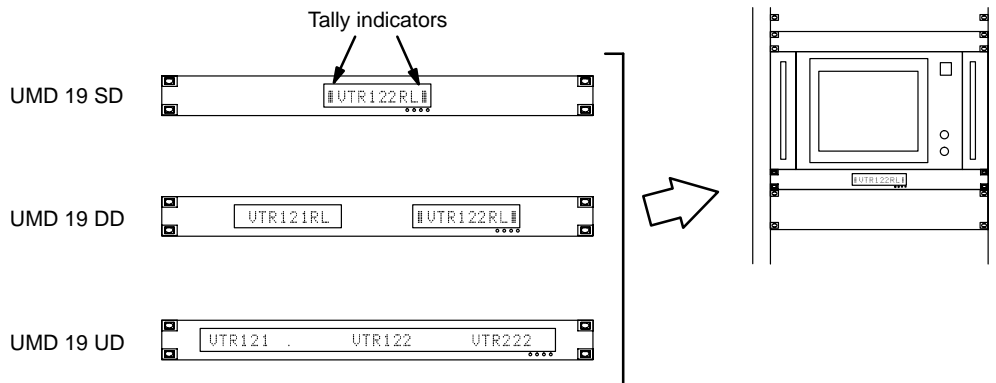 Tally indicators
UMD 19 SD
VTR122RL
VTR122RL
UMD 19 DD
VTR121RL
VTR122RL
UMD 19 UD
VTR121 .
VTR122
VTR222